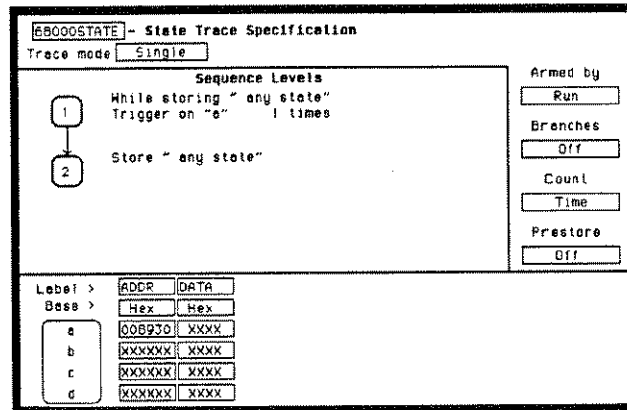 68000STATE - State Trace Specification
Trace mode Single
Sequence Levels
1
While storing " any state"
Trigger on "a" 1 times
2
Store " any state"
Armed by
Run
Branches
Off
Count
Time
Prestore
Off
Label > ADDR DATA
Base > Hex Hex
a 008930 XXXX
b XXXXXX XXXX
c XXXXXX XXXX
d XXXXXX XXXX